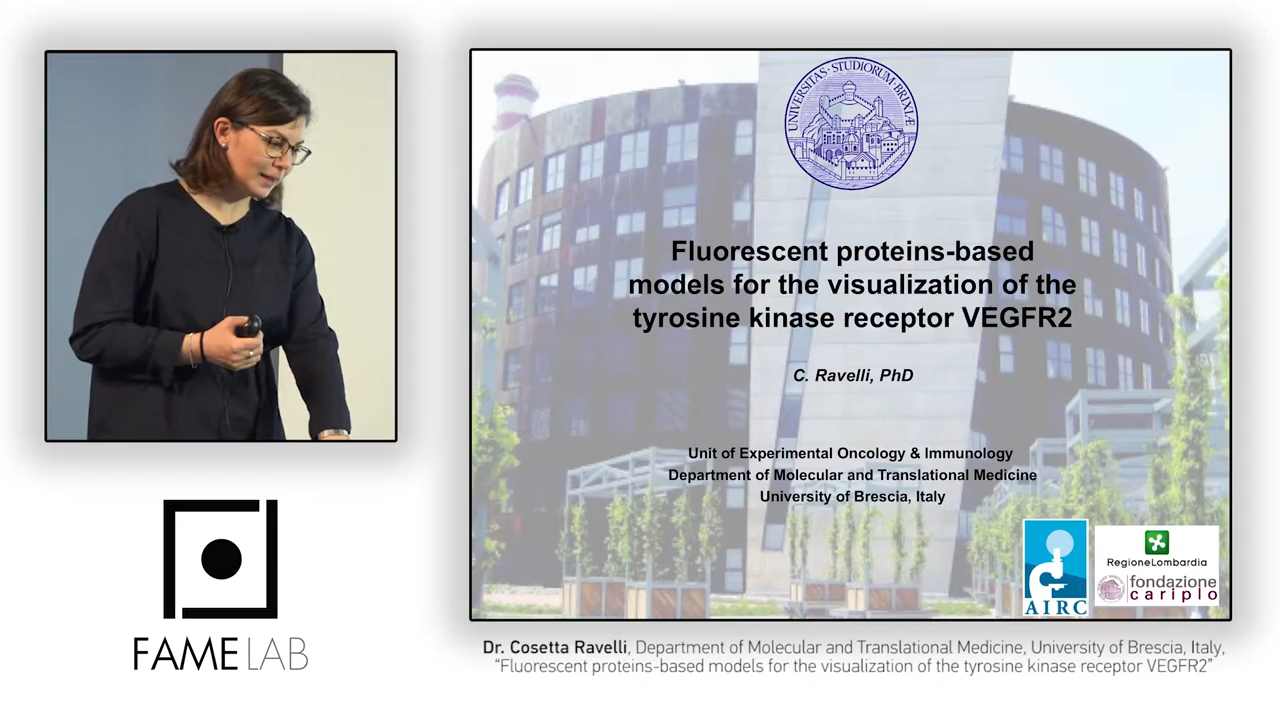 UNIVERSITAS · STUDIORUM · BRIXIÆ
Fluorescent proteins-based
models for the visualization of the
tyrosine kinase receptor VEGFR2
C. Ravelli, PhD
Unit of Experimental Oncology & Immunology
Department of Molecular and Translational Medicine
University of Brescia, Italy
AIRC
RegioneLombardia
fondazione
cariplo
FAMELAB
Dr. Cosetta Ravelli, Department of Molecular and Translational Medicine, University of Brescia, Italy,
“Fluorescent proteins-based models for the visualization of the tyrosine kinase receptor VEGFR2”